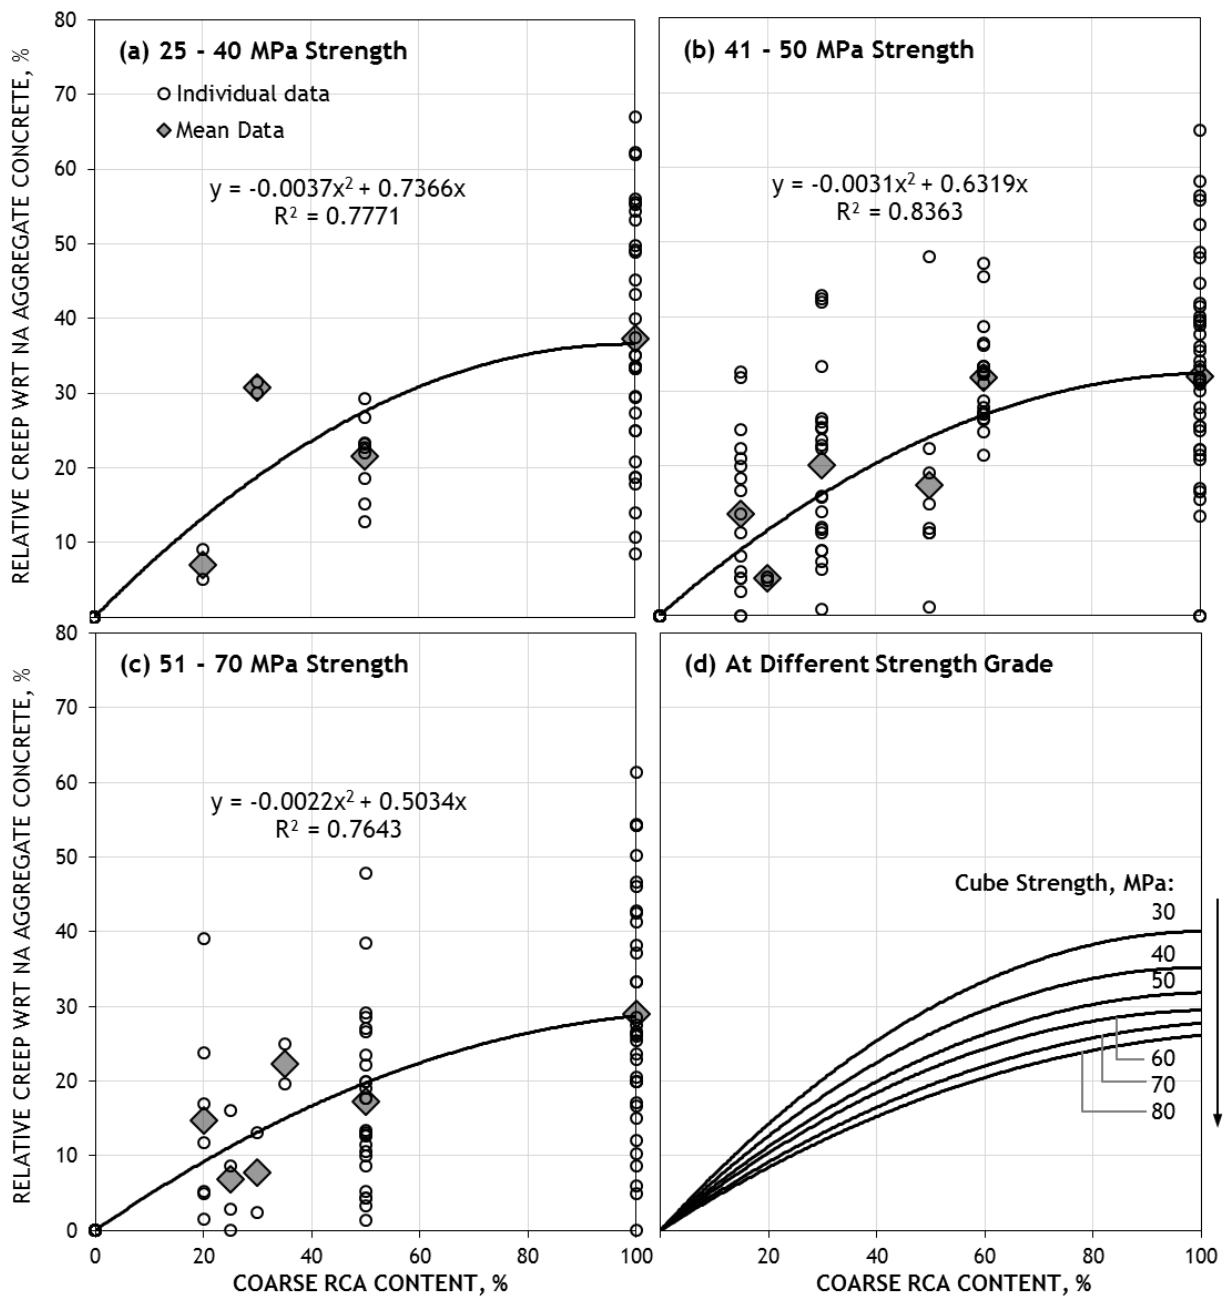 80
70
60
50
40
30
20
10
0
RELATIVE CREEP WRT NA AGGREGATE CONCRETE, %
(a) 25 - 40 MPa Strength
Individual data
Mean Data
y = -0.0037x² + 0.7366x
R² = 0.7771
(b) 41 - 50 MPa Strength
y = -0.0031x² + 0.6319x
R² = 0.8363
80
70
60
50
40
30
20
10
0
RELATIVE CREEP WRT NA AGGREGATE CONCRETE, %
(c) 51 - 70 MPa Strength
y = -0.0022x² + 0.5034x
R² = 0.7643
0 20 40 60 80 100
COARSE RCA CONTENT, %
(d) At Different Strength Grade
Cube Strength, MPa:
30
40
50
60
70
80
20 40 60 80 100
COARSE RCA CONTENT, %